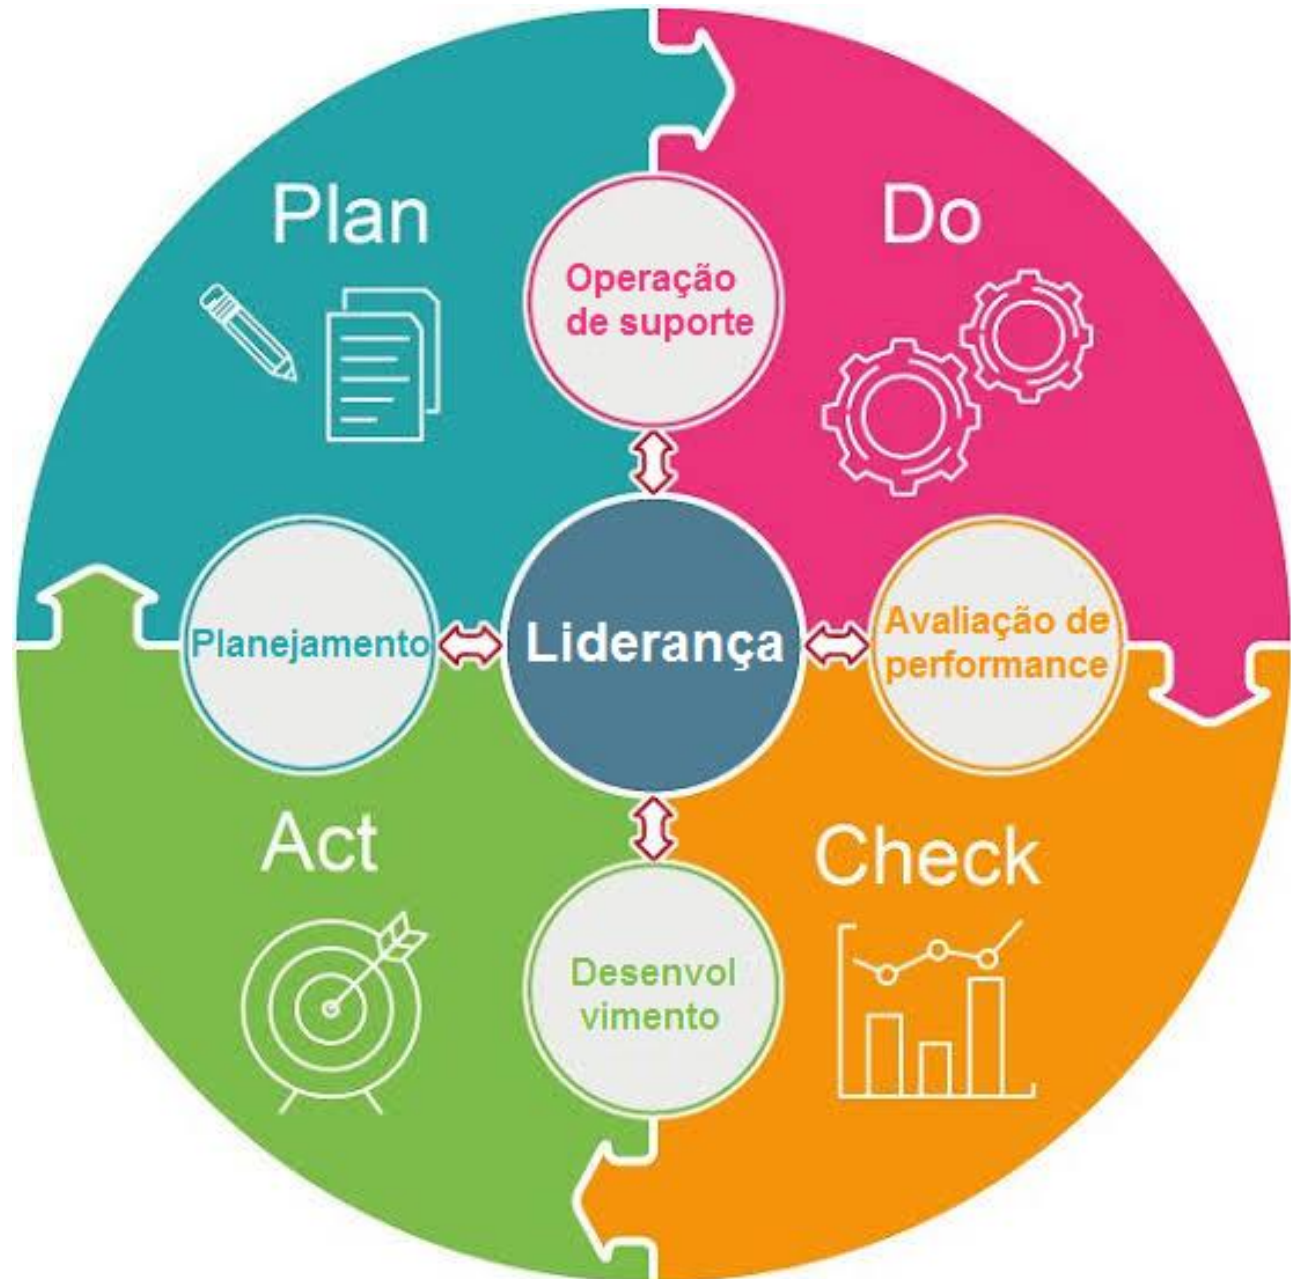 Plan
Do
Operação
de suporte
Planejamento
Liderança
Avaliação de
performance
Act
Check
Desenvol
vimento